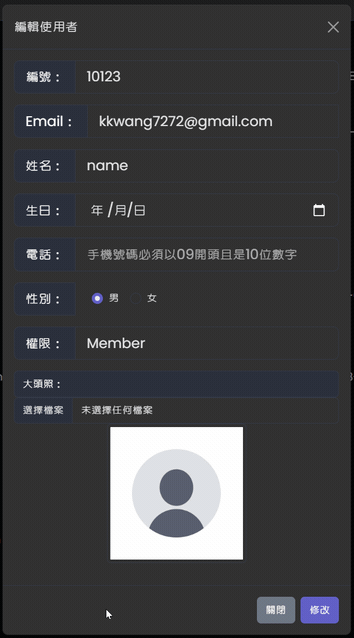 編輯使用者
編號：
10123
Email：
kkwang7272@gmail.com
姓名：
name
生日：
年 /月/日
電話：
手機號碼必須以09開頭且是10位數字
性別：
男 女
權限：
Member
大頭照：
選擇檔案 未選擇任何檔案
關閉 修改